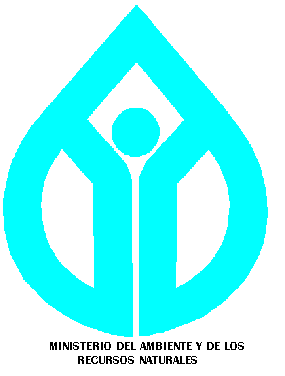 MINISTERIO DEL AMBIENTE Y DE LOS
RECURSOS NATURALES